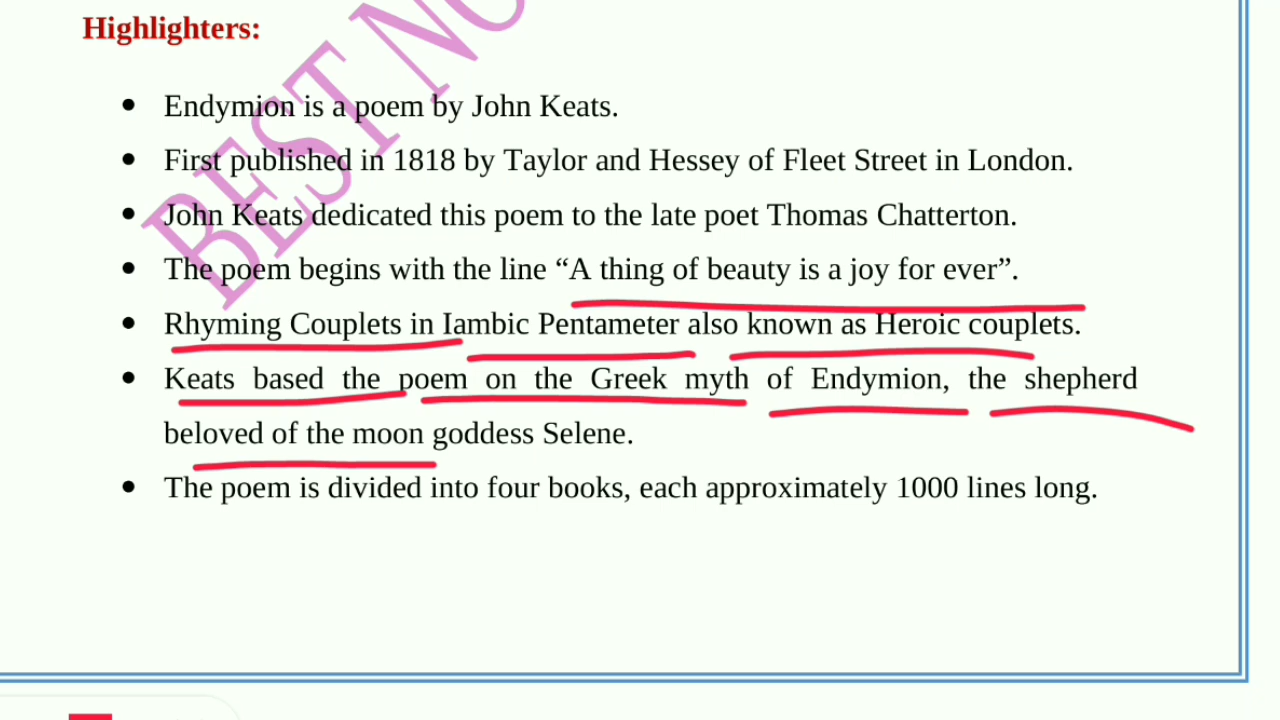 Highlighters:
BEST NO
• Endymion is a poem by John Keats.
• First published in 1818 by Taylor and Hessey of Fleet Street in London.
• John Keats dedicated this poem to the late poet Thomas Chatterton.
• The poem begins with the line “A thing of beauty is a joy for ever”.
• Rhyming Couplets in Iambic Pentameter also known as Heroic couplets.
• Keats based the poem on the Greek myth of Endymion, the shepherd
beloved of the moon goddess Selene.
• The poem is divided into four books, each approximately 1000 lines long.